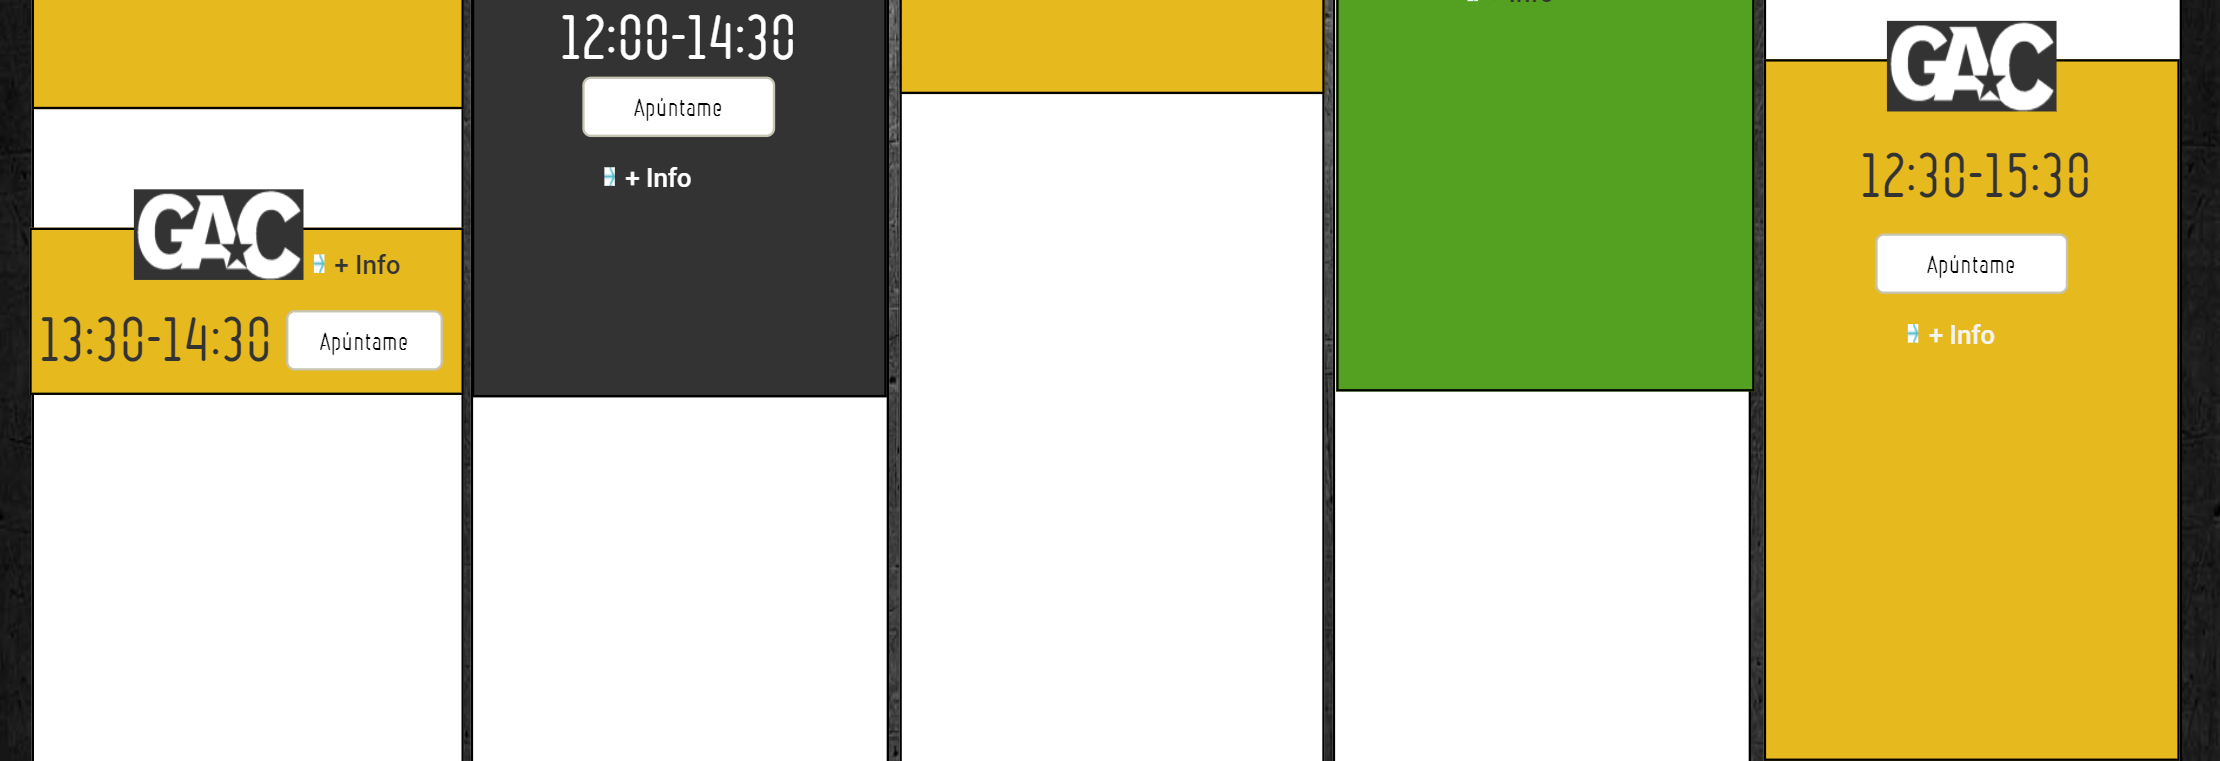 GAC
+ Info
13:30-14:30 Apúntame
12:00-14:30
Apúntame
+ Info
Info
GAC
12:30-15:30
Apúntame
+ Info